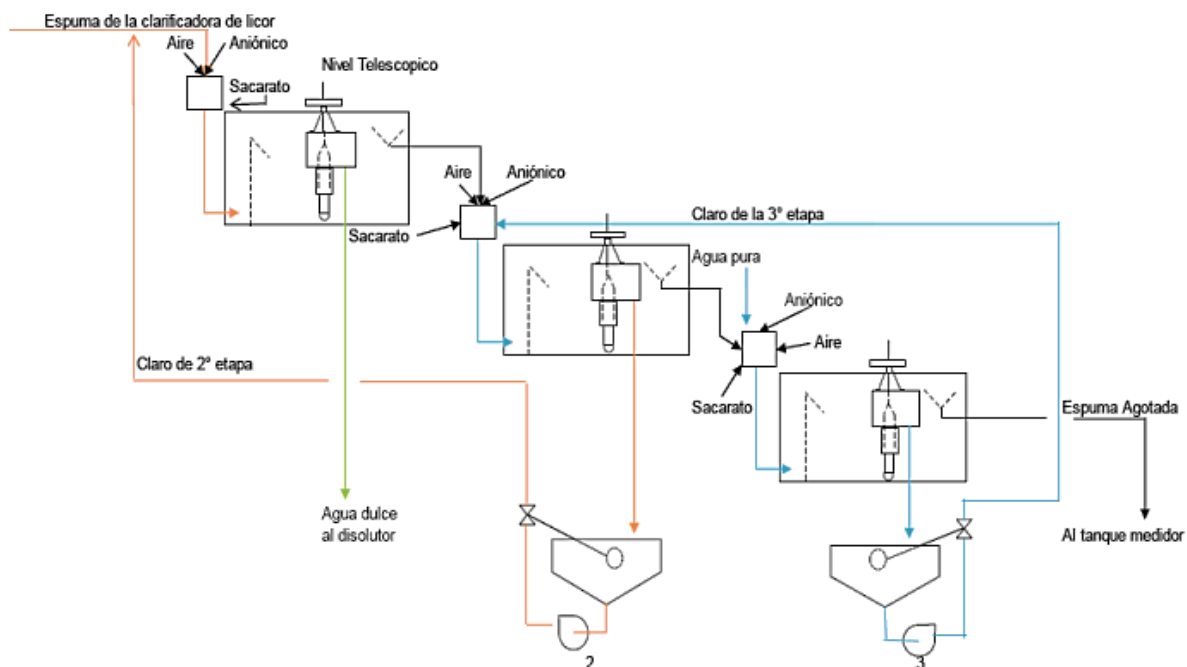 Espuma de la clarificadora de licor
Aire
Aniónico
Sacarato
Nivel Telescopico
Aire
Aniónico
Sacarato
Claro de la 3° etapa
Agua pura
Aniónico
Aire
Sacarato
Claro de 2° etapa
Espuma Agotada
Agua dulce
al disolutor
Al tanque medidor
2
3